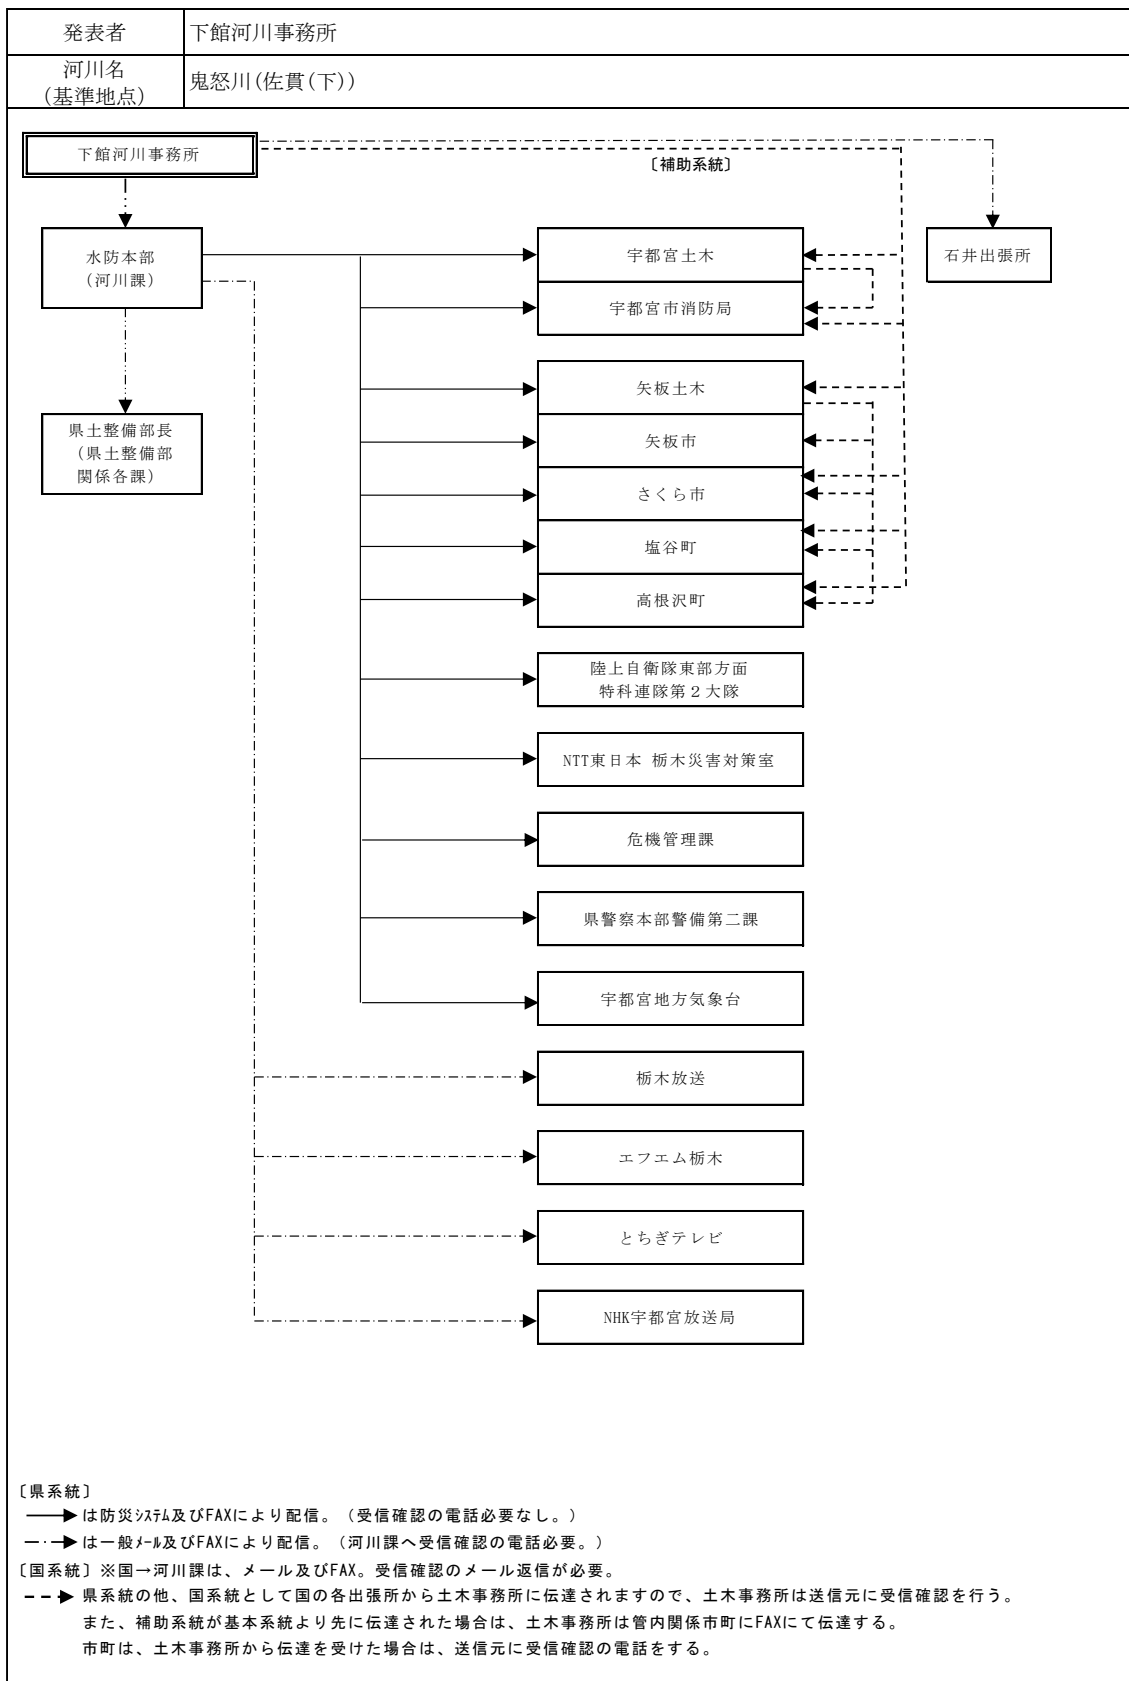 発表者
下館河川事務所
河川名
(基準地点)
鬼怒川(佐貫(下))
下館河川事務所
〔補助系統〕
水防本部
(河川課)
宇都宮土木
石井出張所
宇都宮市消防局
県土整備部長
(県土整備部
関係各課)
矢板土木
矢板市
さくら市
塩谷町
高根沢町
陸上自衛隊東部方面
特科連隊第２大隊
NTT東日本 栃木災害対策室
危機管理課
県警察本部警備第二課
宇都宮地方気象台
栃木放送
エフエム栃木
とちぎテレビ
NHK宇都宮放送局
〔県系統〕
は防災ｼｽﾃﾑ及びFAXにより配信。（受信確認の電話必要なし。）
は一般ﾒｰﾙ及びFAXにより配信。（河川課へ受信確認の電話必要。）
〔国系統〕※国→河川課は、メール及びFAX。受信確認のメール返信が必要。
県系統の他、国系統として国の各出張所から土木事務所に伝達されますので、土木事務所は送信元に受信確認を行う。
また、補助系統が基本系統より先に伝達された場合は、土木事務所は管内関係市町にFAXにて伝達する。
市町は、土木事務所から伝達を受けた場合は、送信元に受信確認の電話をする。